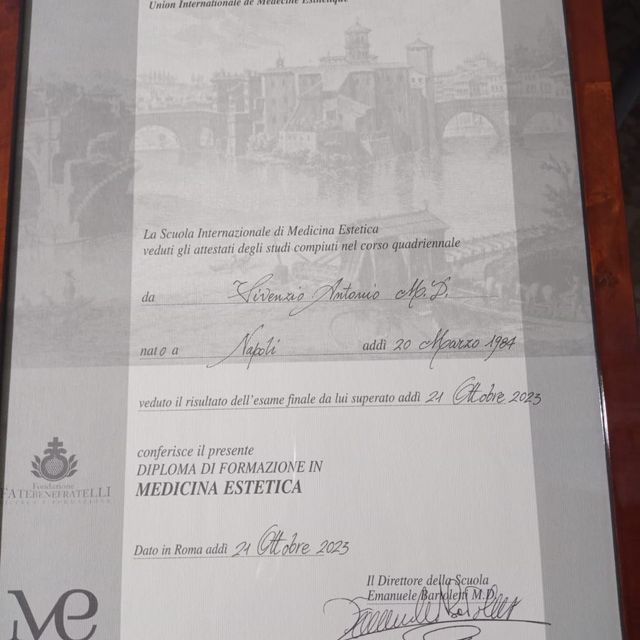 Union Internationale de Médecine Esthétique
La Scuola Internazionale di Medicina Estetica
veduti gli attestati degli studi compiuti nel corso quadriennale
da Vivenzio Antonio M.D.
nato a Napoli addì 20 Marzo 1984
veduto il risultato dell'esame finale da lui superato addì 21 Ottobre 2023
conferisce il presente
DIPLOMA DI FORMAZIONE IN
MEDICINA ESTETICA
Fondazione
FATEBENEFRATELLI
Dato in Roma addì 21 Ottobre 2023
Il Direttore della Scuola
Emanuele Bartoletti M.D.
me